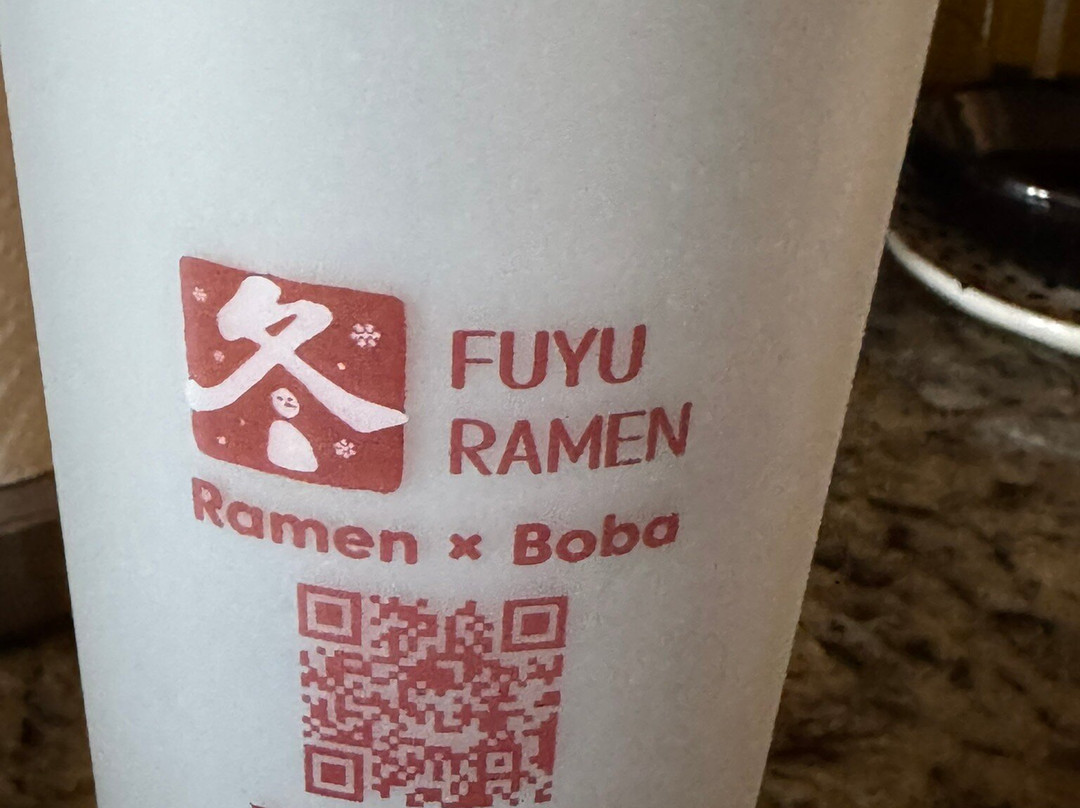 冬
FUYU
RAMEN
Ramen × Boba